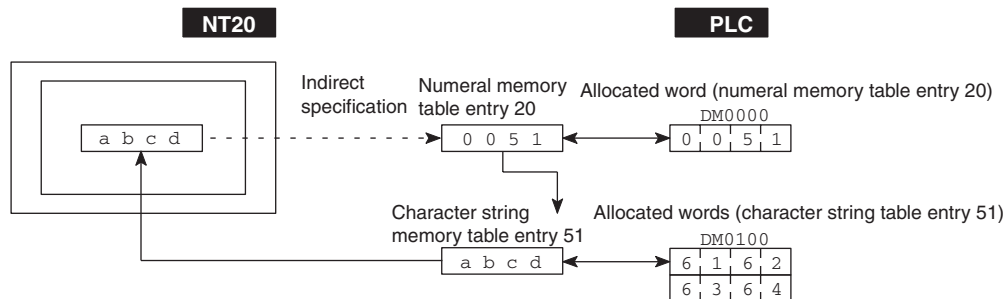 NT20
PLC
Indirect
specification
Numeral memory
table entry 20
Allocated word (numeral memory table entry 20)
DM0000
a b c d
0 0 5 1
0 0 5 1
Character string
memory table entry 51
Allocated words (character string table entry 51)
DM0100
a b c d
6 1 6 2
6 3 6 4